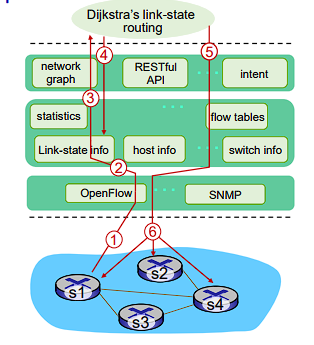 Dijkstra's link-state
routing
4
5
network
graph
RESTful
API
intent
3
statistics
flow tables
Link-state info
host info
switch info
2
OpenFlow
SNMP
1
6
s1
s2
s3
s4